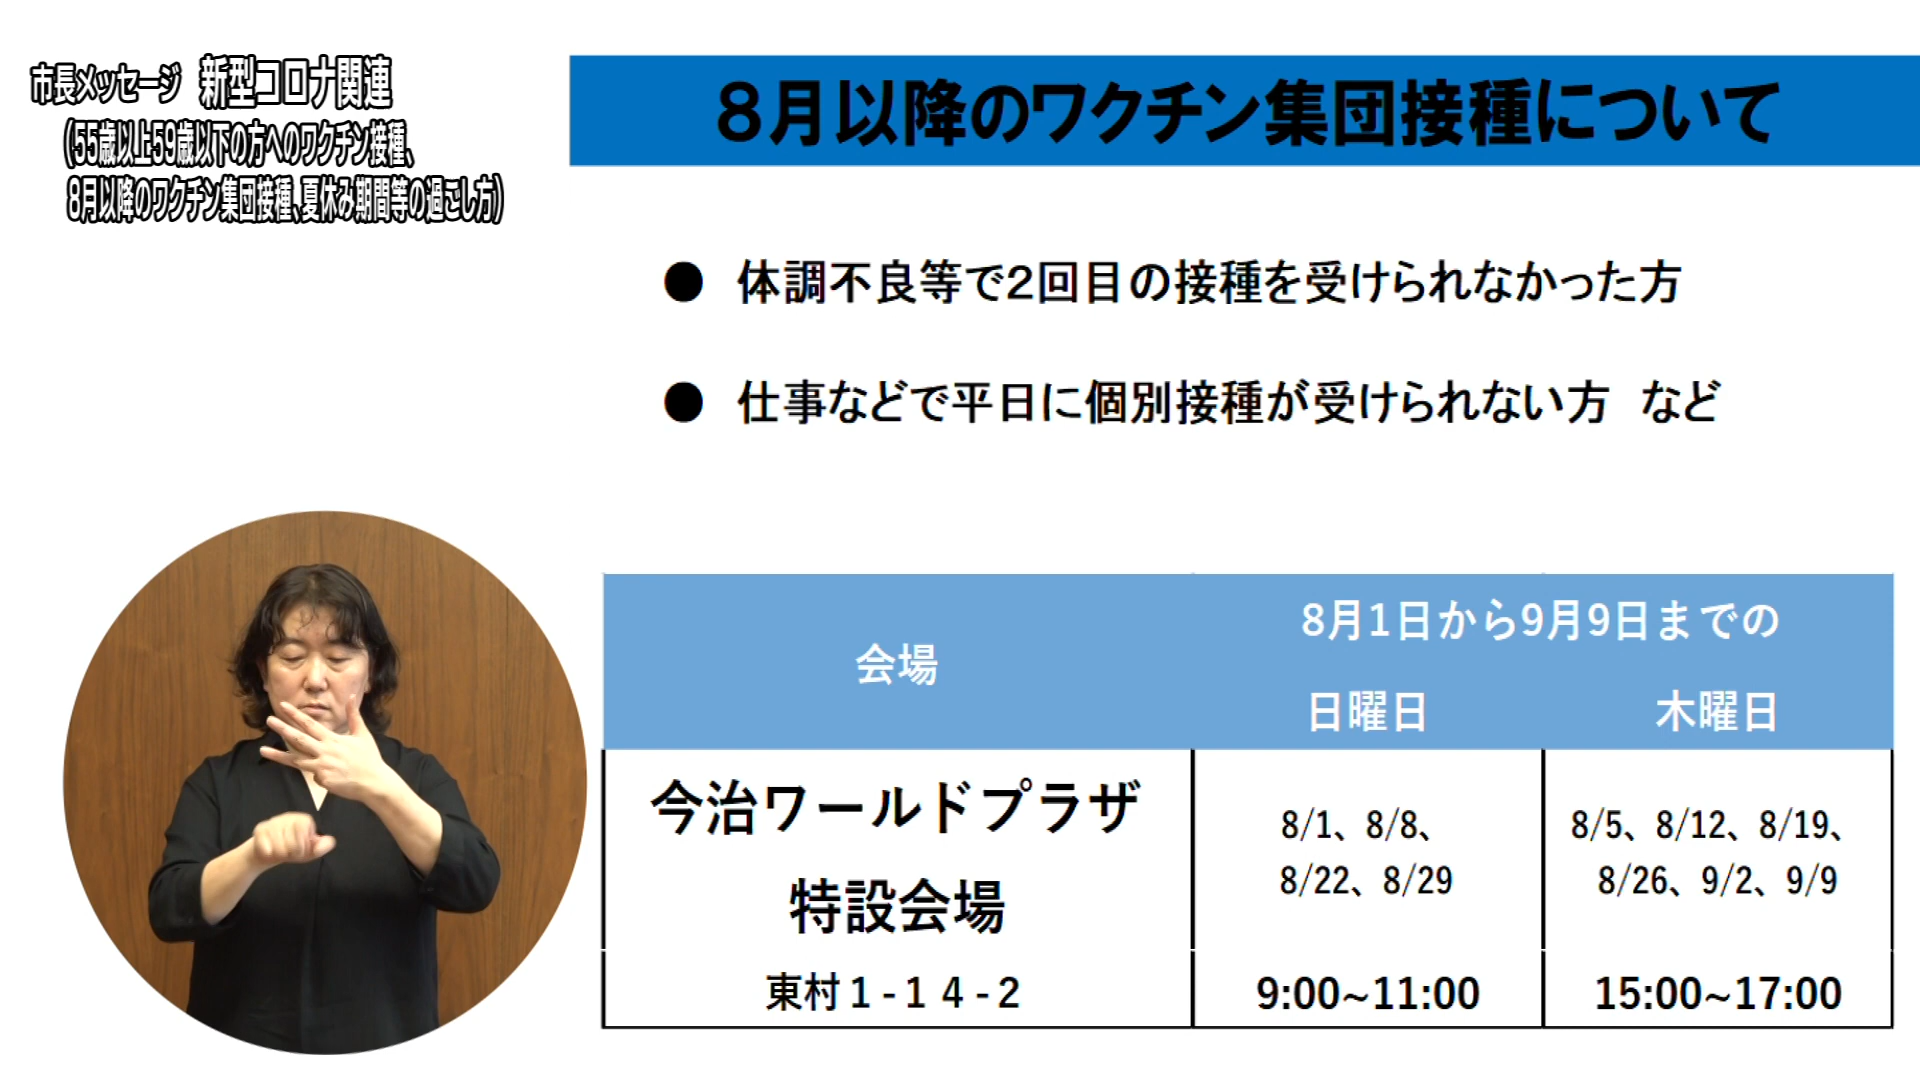 市長メッセージ 新型コロナ関連
(55歳以上59歳以下の方へのワクチン接種、
8月以降のワクチン集団接種、夏休み期間等の過ごし方)
8月以降のワクチン集団接種について
● 体調不良等で2回目の接種を受けられなかった方
● 仕事などで平日に個別接種が受けられない方 など
会場
8月1日から9月9日までの
日曜日 木曜日
今治ワールドプラザ
特設会場
8/1、8/8、
8/22、8/29
8/5、8/12、8/19、
8/26、9/2、9/9
東村1-14-2
9:00~11:00
15:00~17:00